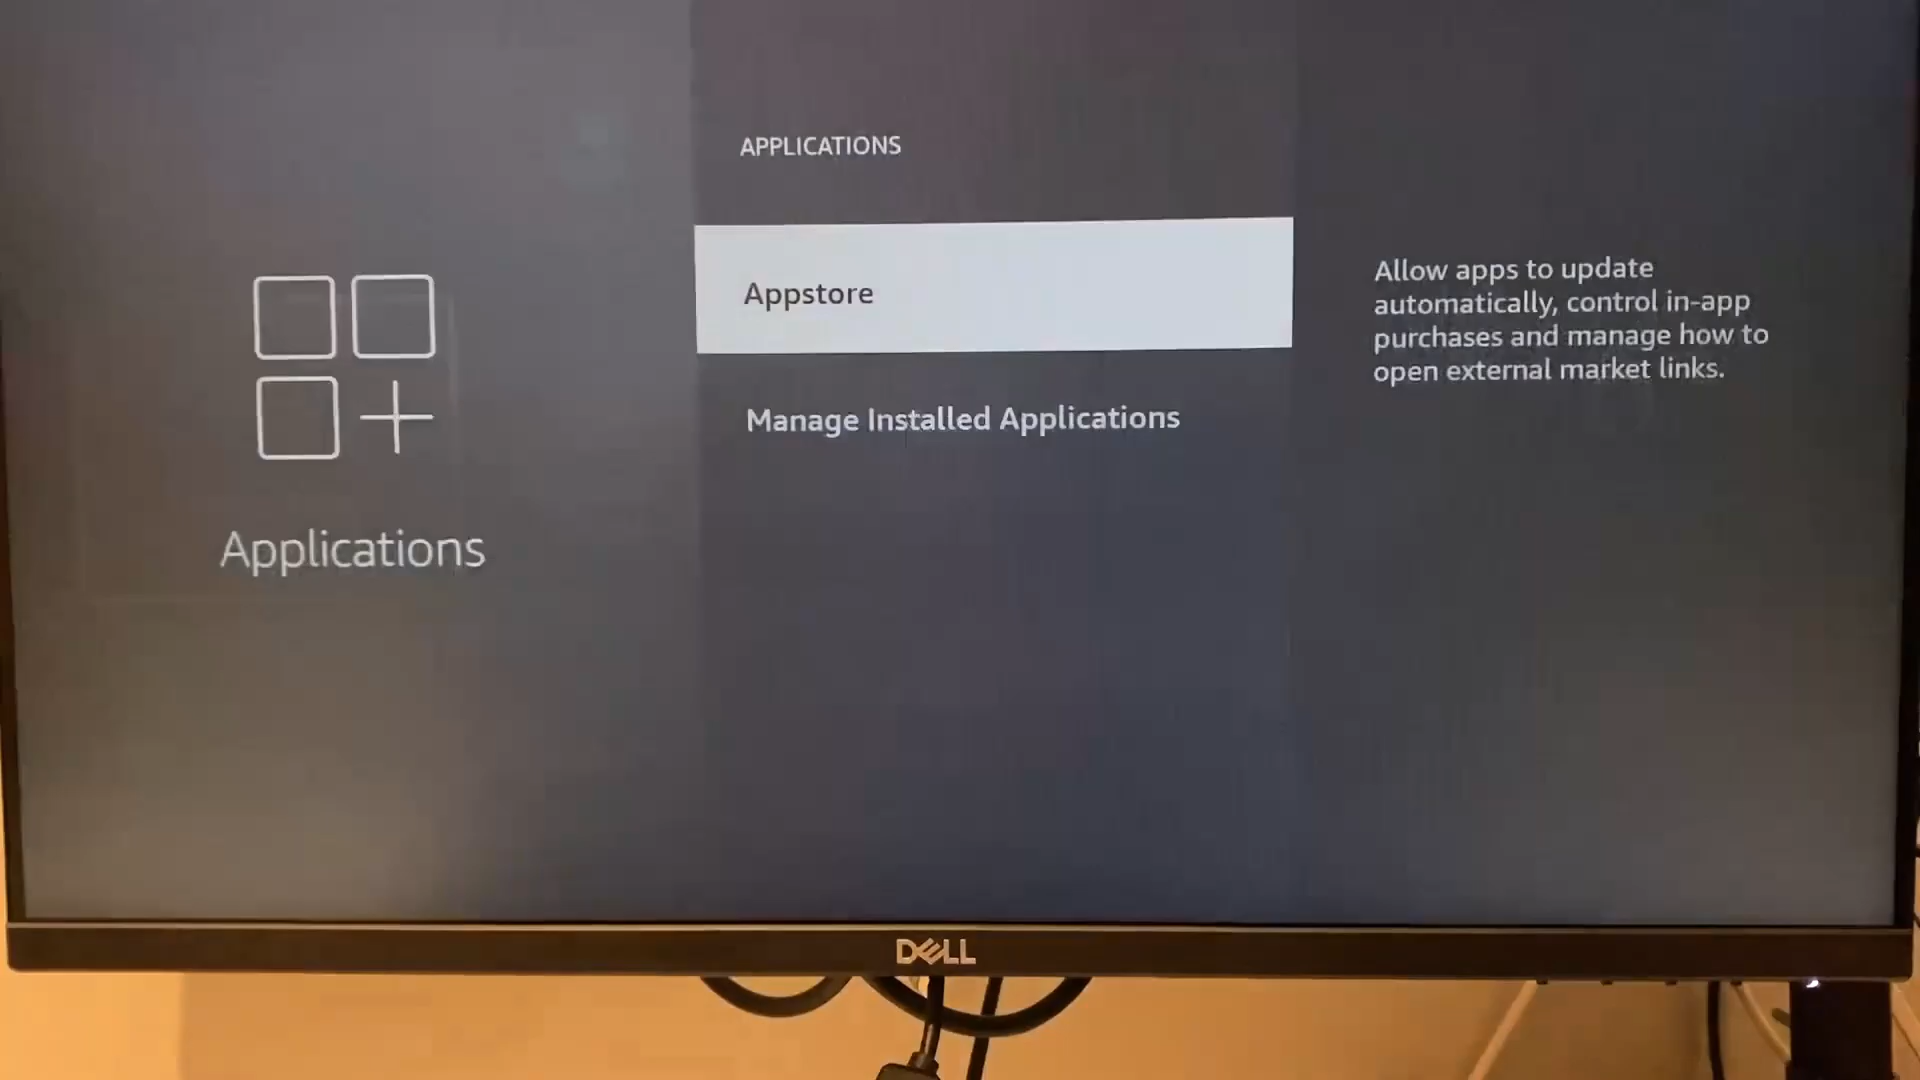 APPLICATIONS
Appstore
Manage Installed Applications
Allow apps to update
automatically, control in-app
purchases and manage how to
open external market links.
Applications
DELL